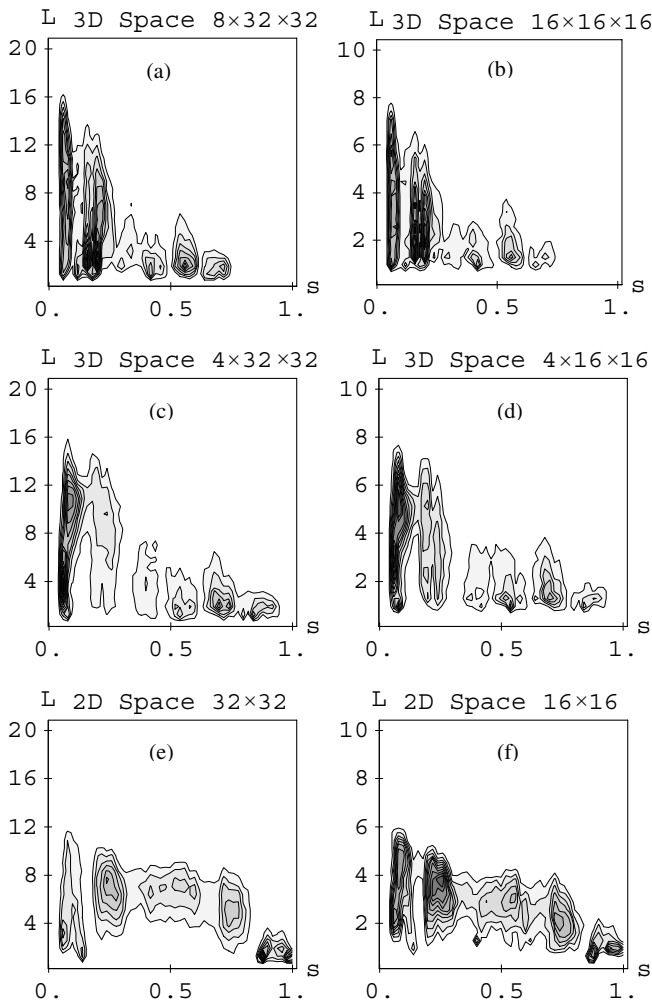 L 3D Space 8×32×32
(a)
20
16
12
8
4
0. 0.5 1. s
L 3D Space 16×16×16
(b)
10
8
6
4
2
0. 0.5 1. s
L 3D Space 4×32×32
(c)
20
16
12
8
4
0. 0.5 1. s
L 3D Space 4×16×16
(d)
10
8
6
4
2
0. 0.5 1. s
L 2D Space 32×32
(e)
20
16
12
8
4
0. 0.5 1. s
L 2D Space 16×16
(f)
10
8
6
4
2
0. 0.5 1. s